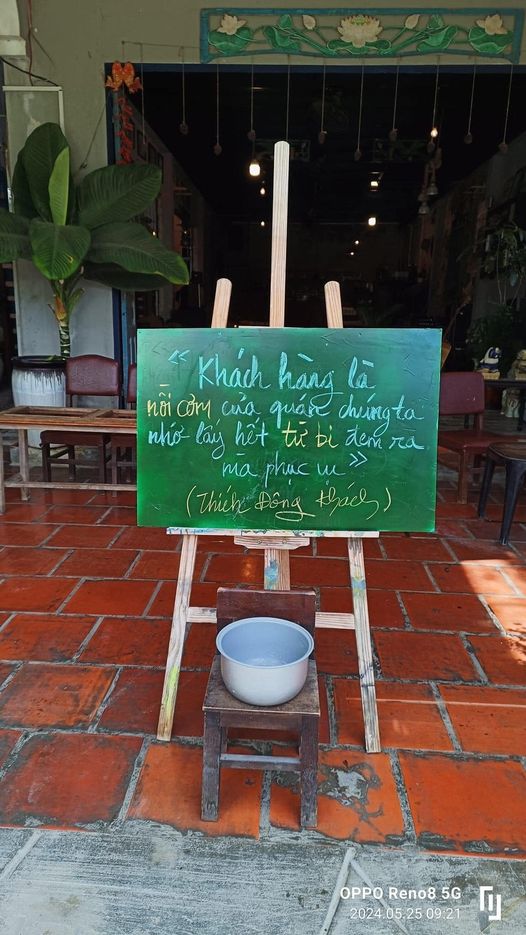 “ Khách hàng là
nồi cơm của quán chúng ta
nhớ lấy hết từ bi đem ra
mà phục vụ ”
(Thích Đông Khách)
OPPO Reno8 5G
2024.05.25 09:21